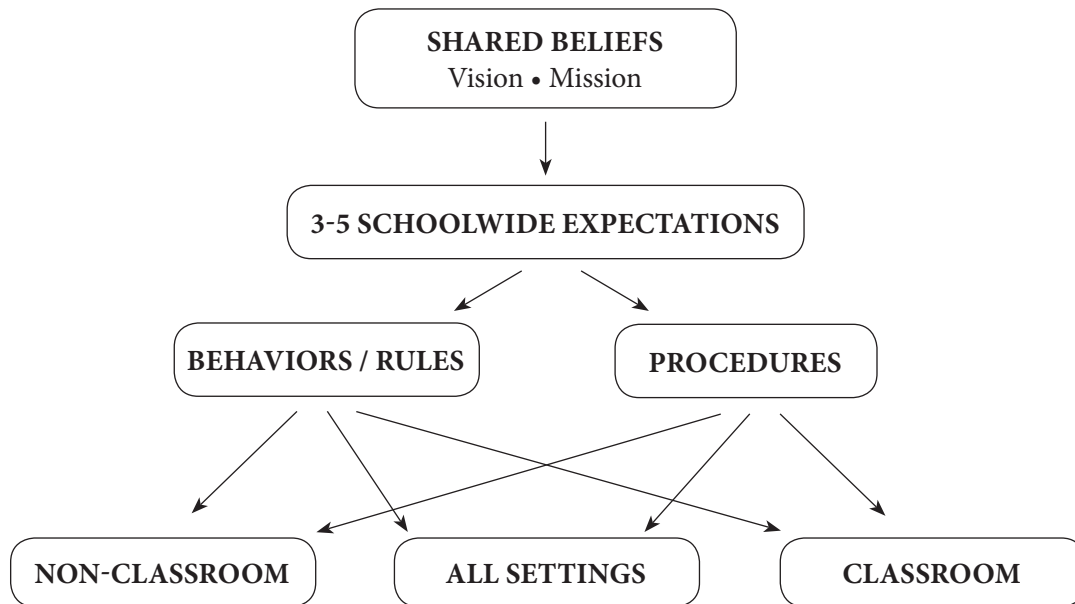 SHARED BELIEFS
Vision • Mission
3-5 SCHOOLWIDE EXPECTATIONS
BEHAVIORS / RULES
PROCEDURES
NON-CLASSROOM
ALL SETTINGS
CLASSROOM